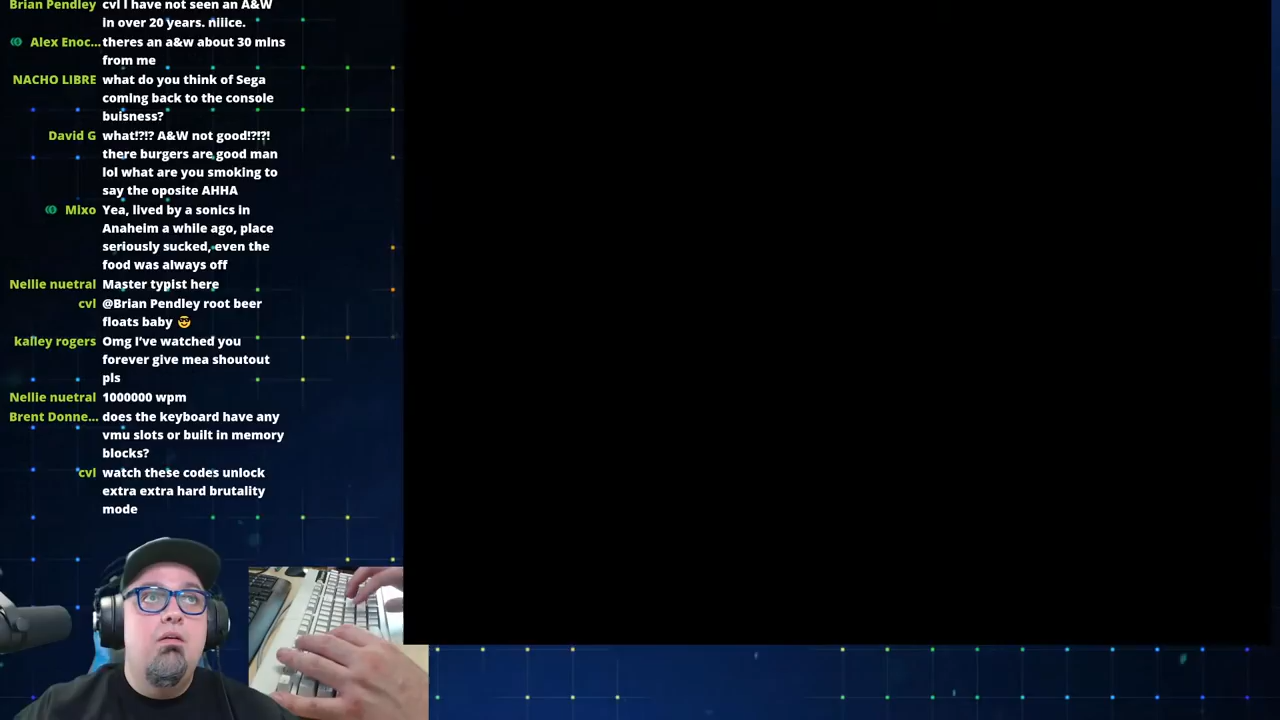 Brian Pendley cvl I have not seen an A&W
in over 20 years. niiice.
Alex Enoc... theres an a&w about 30 mins
from me
NACHO LIBRE what do you think of Sega
coming back to the console
buisness?
David G what!?!? A&W not good!?!?!
there burgers are good man
lol what are you smoking to
say the oposite AHHA
Mixo Yea, lived by a sonics in
Anaheim a while ago, place
seriously sucked, even the
food was always off
Nellie nuetral Master typist here
cvl @Brian Pendley root beer
floats baby 😎
kalley rogers Omg I've watched you
forever give mea shoutout
pls
Nellie nuetral 1000000 wpm
Brent Donne... does the keyboard have any
vmu slots or built in memory
blocks?
cvl watch these codes unlock
extra extra hard brutality
mode